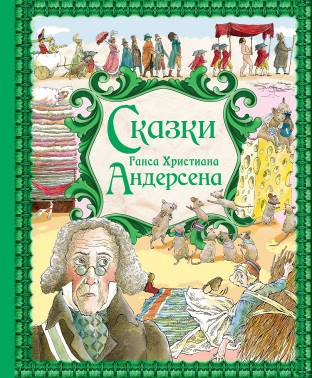 Сказки
Ганса Христиана
Андерсена